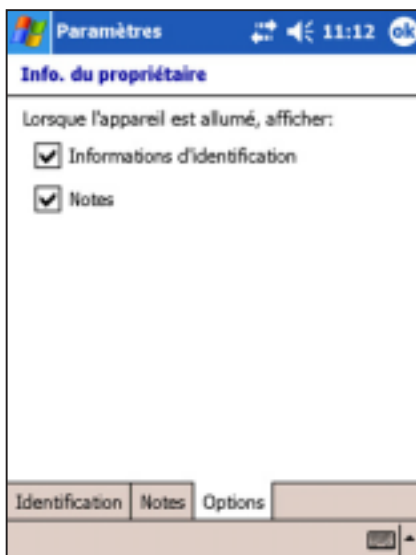 Paramètres 11:12 ok
Info. du propriétaire
Lorsque l'appareil est allumé, afficher:
Informations d'identification
Notes
Identification Notes Options